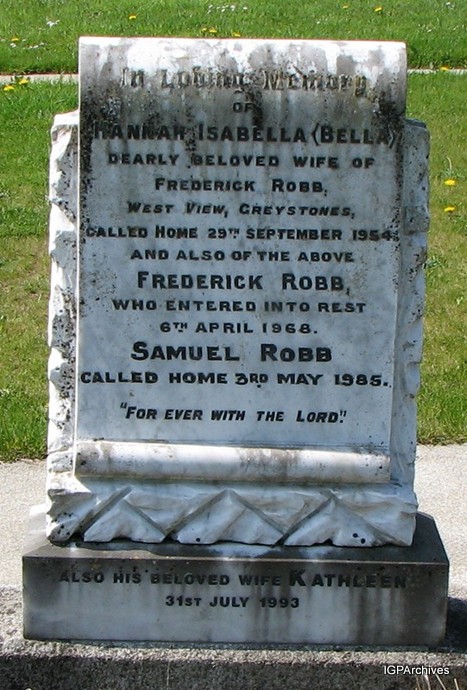 In Loving Memory
OF
HANNAH ISABELLA (BELLA)
DEARLY BELOVED WIFE OF
FREDERICK ROBB,
WEST VIEW, GREYSTONES,
CALLED HOME 29TH SEPTEMBER 1954.
AND ALSO OF THE ABOVE
FREDERICK ROBB,
WHO ENTERED INTO REST
6TH APRIL 1968.
SAMUEL ROBB
CALLED HOME 3RD MAY 1985.
"FOR EVER WITH THE LORD."
ALSO HIS BELOVED WIFE KATHLEEN
31ST JULY 1993
IGPArchives